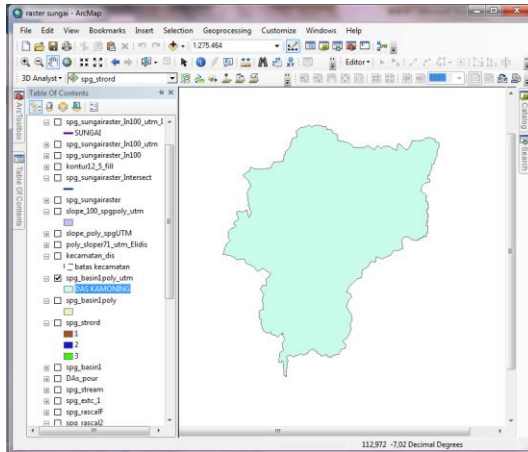 raster sungai - ArcMap
File Edit View Bookmarks Insert Selection Geoprocessing Customize Windows Help
1:275.464
Editor
3D Analyst spg_strord
Table Of Contents
spg_sungairaster_ln100_utm_1
SUNGAI
spg_sungairaster_ln100_utm
spg_sungairaster_ln100
kontur12_5_fill
spg_sungairaster_Intersect
spg_sungairaster
slope_100_spgpoly_utm
slope_poly_spgUTM
poly_sloper71_utm_Elidis
kecamatan_dis
batas kecamatan
spg_basin1poly_utm
DAS KAMONING
spg_basin1poly
spg_strord
1
2
3
spg_basin1
DAs_pour
spg_stream
spg_extc_1
spg_rascalF
spg_rascal2
ArcToolbox
Table Of Contents
Catalog
Search
112,972 -7,02 Decimal Degrees